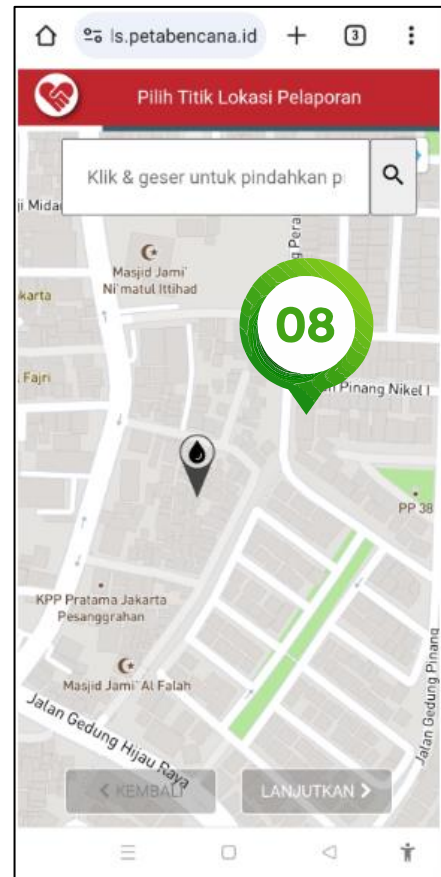 ls.petabencana.id
3
Pilih Titik Lokasi Pelaporan
Klik & geser untuk pindahkan p
ji Midai
g Pera
Masjid Jami'
Ni'matul Ittihad
karta
08
Fajri
Pinang Nikel I
PP 38
KPP Pratama Jakarta
Pesanggrahan
Masjid Jami' Al Falah
Jalan Gedung Hijau Raya
Jalan Gedung Pinang
< KEMBALI
LANJUTKAN >